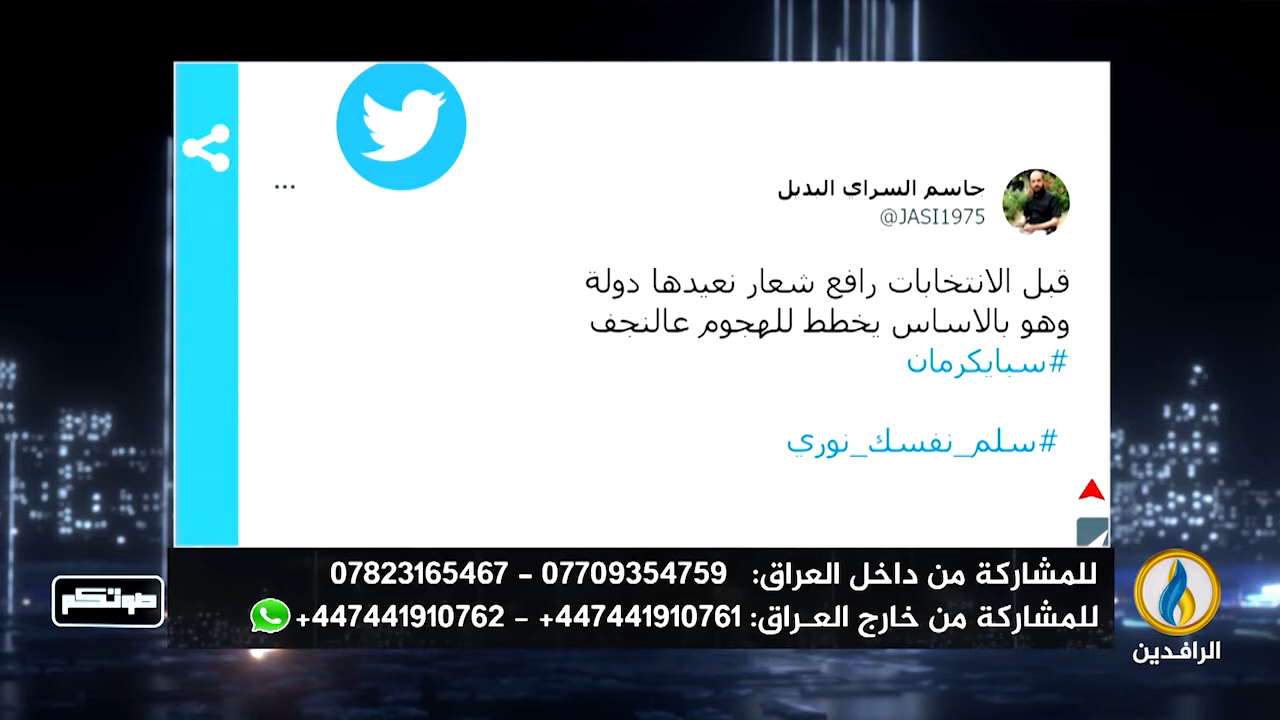 ...
جاسم السراي البديل
@JASI1975
قبل الانتخابات رافع شعار نعيدها دولة
وهو بالاساس يخطط للهجوم عالنجف
#سبايكرمان
#سلم_نفسك_نوري
للمشاركة من داخل العراق: 07709354759 - 07823165467
للمشاركة من خارج العراق: 447441910761+ - 447441910762+
صوتكم
الرافدين